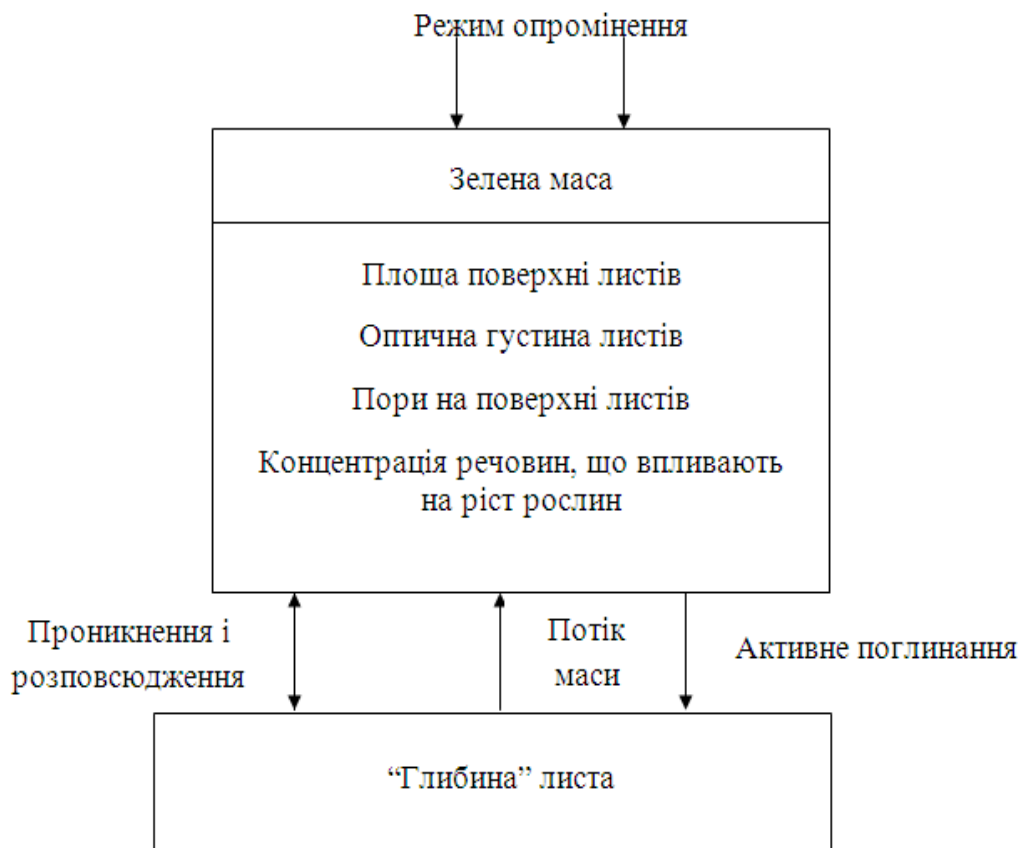 Режим опромінення
Зелена маса
Площа поверхні листів
Оптична густина листів
Пори на поверхні листів
Концентрація речовин, що впливають
на ріст рослин
Проникнення і
розповсюдження
Потік
маси
Активне поглинання
“Глибина” листа